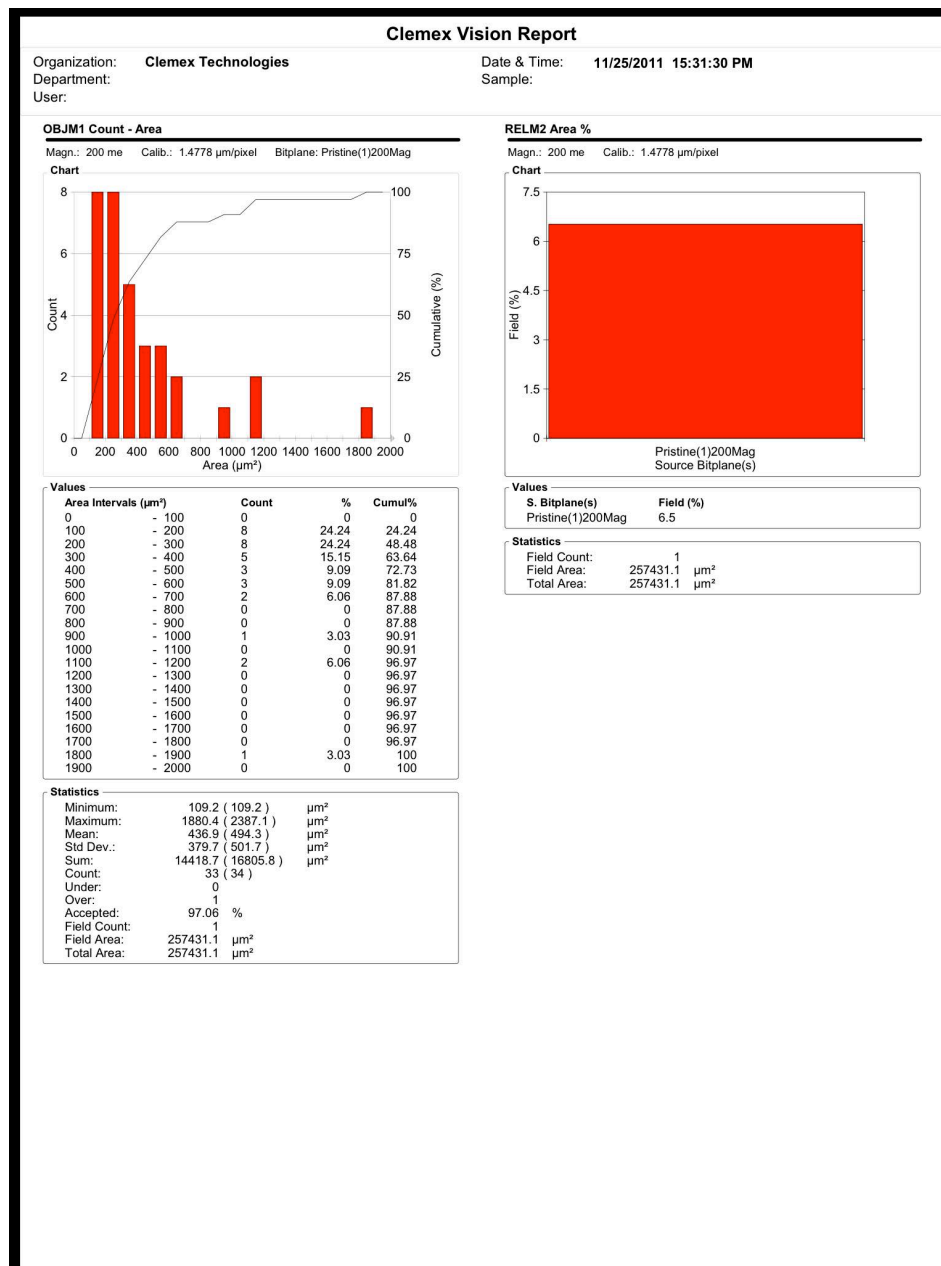 Clemex Vision Report
Organization: Clemex Technologies
Department:
User:
Date & Time: 11/25/2011 15:31:30 PM
Sample:
OBJM1 Count - Area
Magn.: 200 me Calib.: 1.4778 µm/pixel Bitplane: Pristine(1)200Mag
Chart
8
6
4
2
0
Count
100
75
50
25
0
Cumulative (%)
0 200 400 600 800 1000 1200 1400 1600 1800 2000
Area (µm²)
Values
Area Intervals (µm²) Count % Cumul%
0 - 100 0 0 0
100 - 200 8 24.24 24.24
200 - 300 8 24.24 48.48
300 - 400 5 15.15 63.64
400 - 500 3 9.09 72.73
500 - 600 3 9.09 81.82
600 - 700 2 6.06 87.88
700 - 800 0 0 87.88
800 - 900 0 0 87.88
900 - 1000 1 3.03 90.91
1000 - 1100 0 0 90.91
1100 - 1200 2 6.06 96.97
1200 - 1300 0 0 96.97
1300 - 1400 0 0 96.97
1400 - 1500 0 0 96.97
1500 - 1600 0 0 96.97
1600 - 1700 0 0 96.97
1700 - 1800 0 0 96.97
1800 - 1900 1 3.03 100
1900 - 2000 0 0 100
Statistics
Minimum: 109.2 ( 109.2 ) µm²
Maximum: 1880.4 ( 2387.1 ) µm²
Mean: 436.9 ( 494.3 ) µm²
Std Dev.: 379.7 ( 501.7 ) µm²
Sum: 14418.7 ( 16805.8 ) µm²
Count: 33 ( 34 )
Under: 0
Over: 1
Accepted: 97.06 %
Field Count: 1
Field Area: 257431.1 µm²
Total Area: 257431.1 µm²
RELM2 Area %
Magn.: 200 me Calib.: 1.4778 µm/pixel
Chart
7.5
6
4.5
3
1.5
0
Field (%)
Pristine(1)200Mag
Source Bitplane(s)
Values
S. Bitplane(s) Field (%)
Pristine(1)200Mag 6.5
Statistics
Field Count: 1
Field Area: 257431.1 µm²
Total Area: 257431.1 µm²